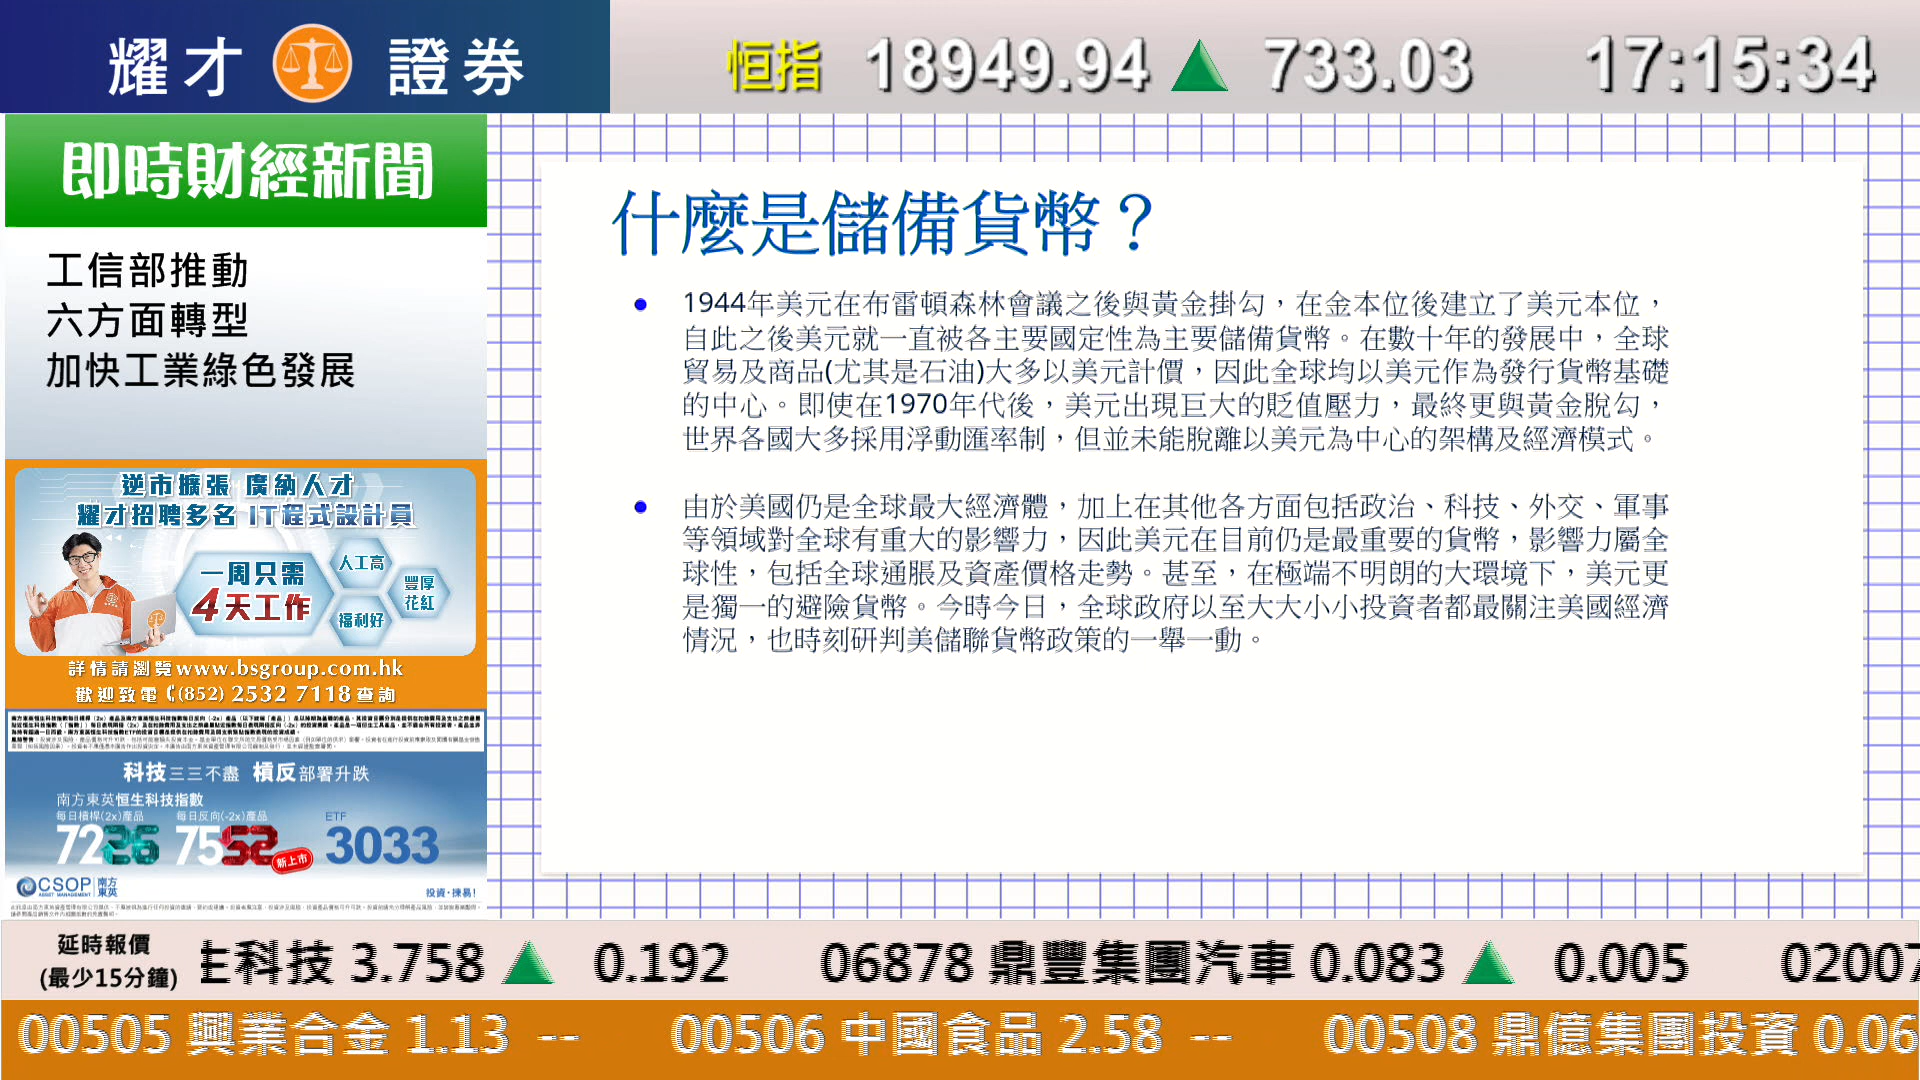 耀才 證券
恒指 18949.94 ▲ 733.03 17:15:34
即時財經新聞
工信部推動
六方面轉型
加快工業綠色發展
逆市擴張 廣納人才
耀才招聘多名 IT程式設計員
一周只需
4天工作
人工高
豐厚
花紅
福利好
詳情請瀏覽www.bsgroup.com.hk
歡迎致電 (852) 2532 7118查詢
科技三三不盡 槓反部署升跌
南方東英恒生科技指數
每日槓桿(2x)產品 每日反向(-2x)產品 ETF
7226 7552 新上市 3033
CSOP 南方
東英
ASSET MANAGEMENT
投資·揀易!
什麼是儲備貨幣？
• 1944年美元在布雷頓森林會議之後與黃金掛勾，在金本位後建立了美元本位，
自此之後美元就一直被各主要國定性為主要儲備貨幣。在數十年的發展中，全球
貿易及商品(尤其是石油)大多以美元計價，因此全球均以美元作為發行貨幣基礎
的中心。即使在1970年代後，美元出現巨大的貶值壓力，最終更與黃金脫勾，
世界各國大多採用浮動匯率制，但並未能脫離以美元為中心的架構及經濟模式。
• 由於美國仍是全球最大經濟體，加上在其他各方面包括政治、科技、外交、軍事
等領域對全球有重大的影響力，因此美元在目前仍是最重要的貨幣，影響力屬全
球性，包括全球通脹及資產價格走勢。甚至，在極端不明朗的大環境下，美元更
是獨一的避險貨幣。今時今日，全球政府以至大大小小投資者都最關注美國經濟
情況，也時刻研判美儲聯貨幣政策的一舉一動。
延時報價
(最少15分鐘)
科技 3.758 ▲ 0.192 06878 鼎豐集團汽車 0.083 ▲ 0.005 02007
00505 興業合金 1.13 -- 00506 中國食品 2.58 -- 00508 鼎億集團投資 0.06